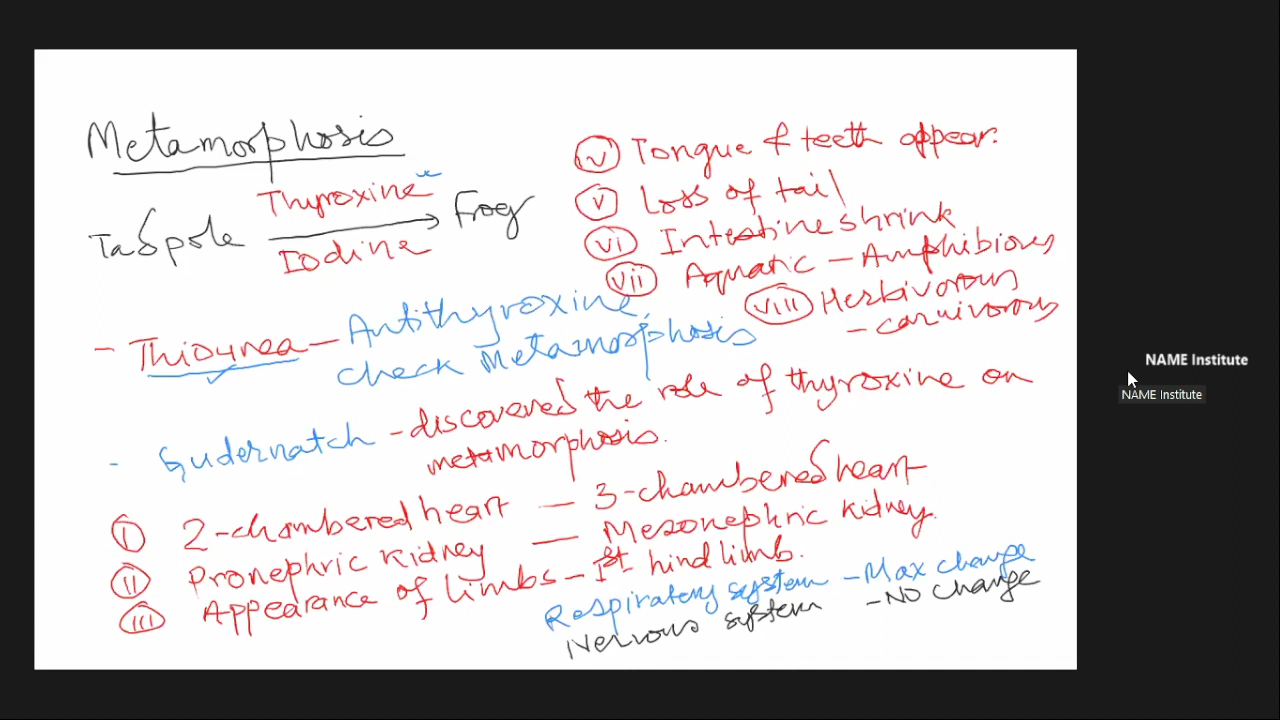 Metamorphosis
Tadpole Thyroxine Frog
Iodine
- Thiourea - Antithyroxine,
check Metamorphosis
- Gudernatch - discovered the role of thyroxine on
metamorphosis.
(i) 2-chambered heart - 3-chambered heart
(ii) Pronephric kidney - Mesonephric kidney.
(iii) Appearance of limbs - 1st hind limb.
(v) Tongue & teeth appear.
(v) Loss of tail
(vi) Intestine shrink
(vii) Aquatic - Amphibious
(viii) Herbivorous
- carnivorous
Respiratory system - Max change
Nervous system - NO change
NAME Institute
NAME Institute